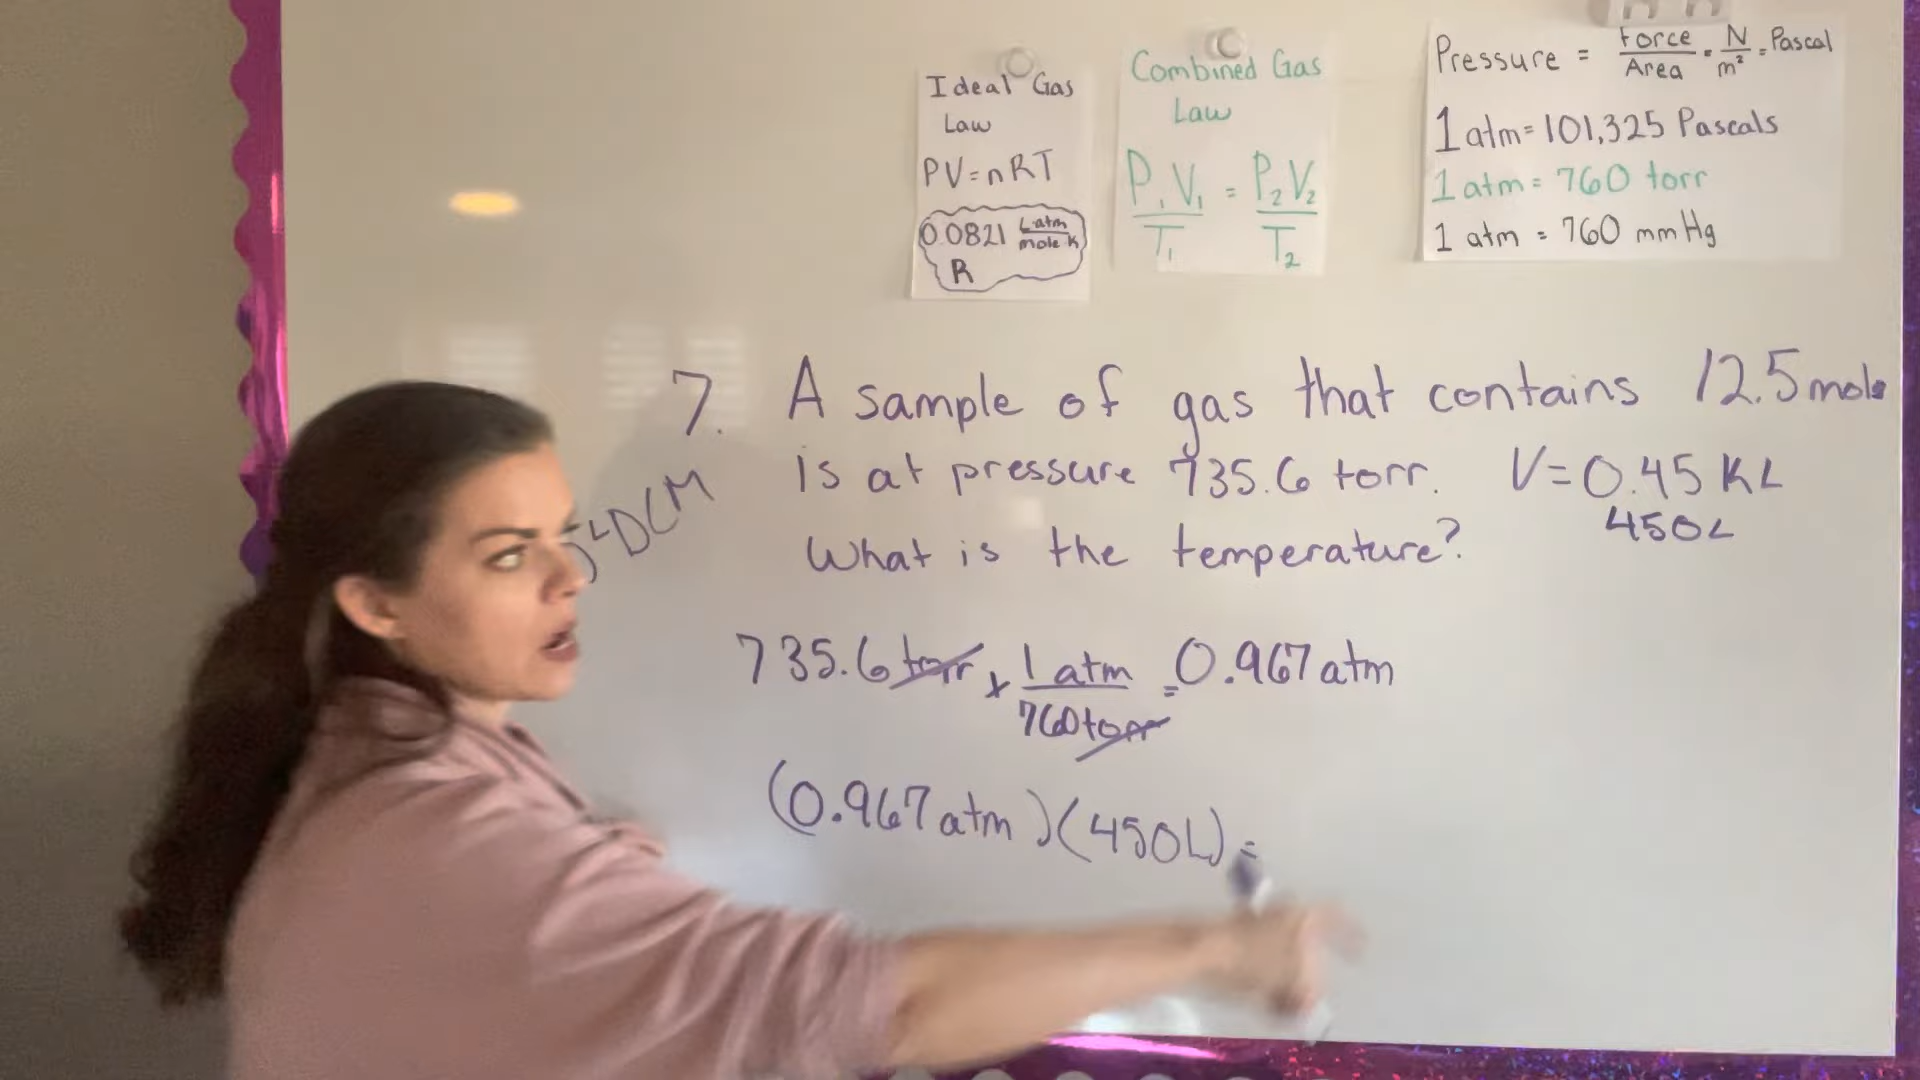 Ideal Gas
Law
PV=nRT
0.0821 L atm / mole K
R
Combined Gas
Law
P₁V₁ / T₁ = P₂V₂ / T₂
Pressure = Force / Area = N / m² = Pascal
1 atm = 101,325 Pascals
1 atm = 760 torr
1 atm = 760 mmHg
7. A sample of gas that contains 12.5 mole
is at pressure 735.6 torr. V=0.45 KL
450L
What is the temperature?
735.6 torr x 1 atm / 760 torr = 0.967 atm
(0.967 atm)(450L) =